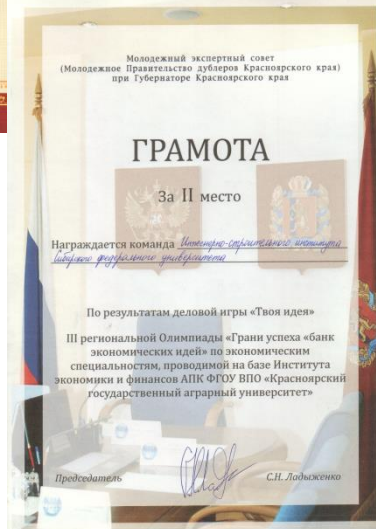 Молодежный экспертный совет
(Молодежное Правительство дублеров Красноярского края)
при Губернаторе Красноярского края
ГРАМОТА
За II место
Награждается команда Инженерно-строительного института
Сибирского федерального университета
По результатам деловой игры «Твоя идея»
III региональной Олимпиады «Грани успеха «банк
экономических идей» по экономическим
специальностям, проводимой на базе Института
экономики и финансов АПК ФГОУ ВПО «Красноярский
государственный аграрный университет»
Председатель С.Н. Ладыженко